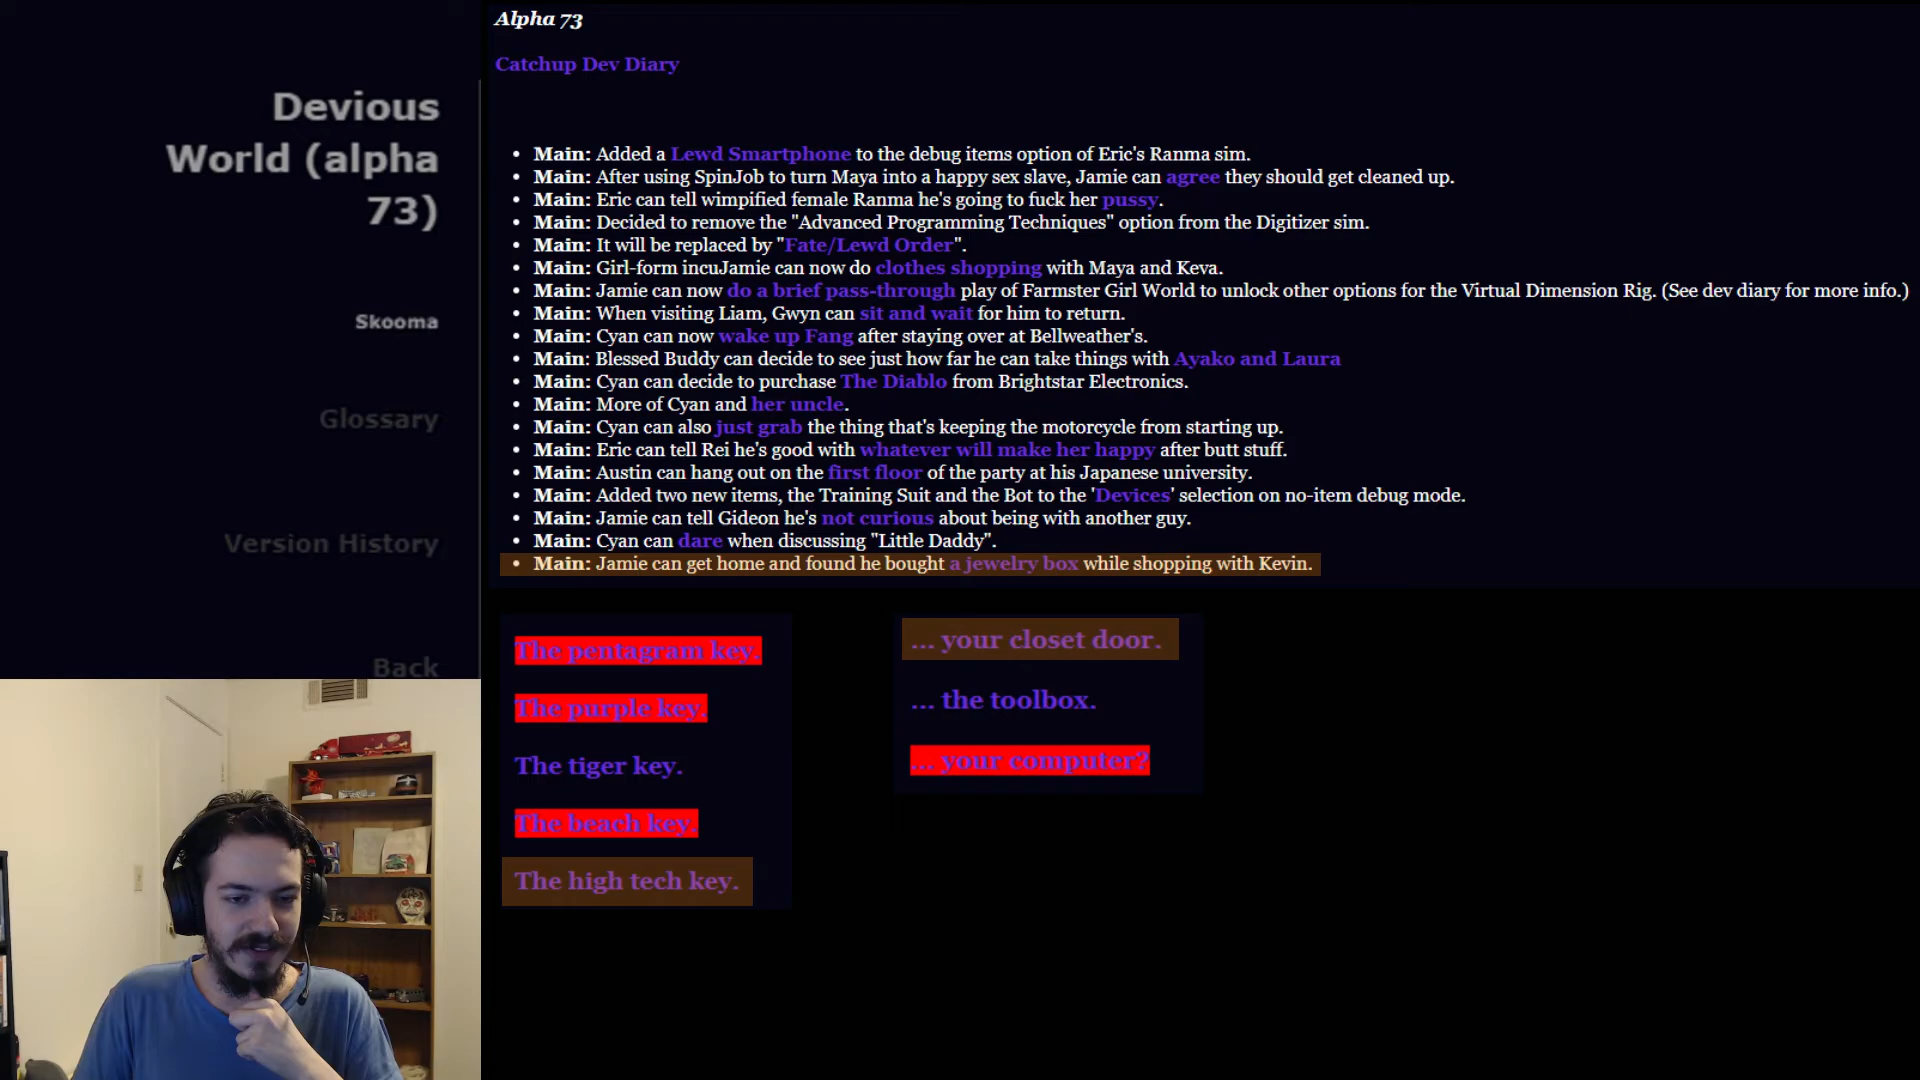 Devious
World (alpha
73)
Skooma
Glossary
Version History
Back
Alpha 73
Catchup Dev Diary
• Main: Added a Lewd Smartphone to the debug items option of Eric's Ranma sim.
• Main: After using SpinJob to turn Maya into a happy sex slave, Jamie can agree they should get cleaned up.
• Main: Eric can tell wimpified female Ranma he's going to fuck her pussy.
• Main: Decided to remove the "Advanced Programming Techniques" option from the Digitizer sim.
• Main: It will be replaced by "Fate/Lewd Order".
• Main: Girl-form incuJamie can now do clothes shopping with Maya and Keva.
• Main: Jamie can now do a brief pass-through play of Farmster Girl World to unlock other options for the Virtual Dimension Rig. (See dev diary for more info.)
• Main: When visiting Liam, Gwyn can sit and wait for him to return.
• Main: Cyan can now wake up Fang after staying over at Bellweather's.
• Main: Blessed Buddy can decide to see just how far he can take things with Ayako and Laura
• Main: Cyan can decide to purchase The Diablo from Brightstar Electronics.
• Main: More of Cyan and her uncle.
• Main: Cyan can also just grab the thing that's keeping the motorcycle from starting up.
• Main: Eric can tell Rei he's good with whatever will make her happy after butt stuff.
• Main: Austin can hang out on the first floor of the party at his Japanese university.
• Main: Added two new items, the Training Suit and the Bot to the 'Devices' selection on no-item debug mode.
• Main: Jamie can tell Gideon he's not curious about being with another guy.
• Main: Cyan can dare when discussing "Little Daddy".
• Main: Jamie can get home and found he bought a jewelry box while shopping with Kevin.
The pentagram key.
The purple key.
The tiger key.
The beach key.
The high tech key.
... your closet door.
... the toolbox.
... your computer?